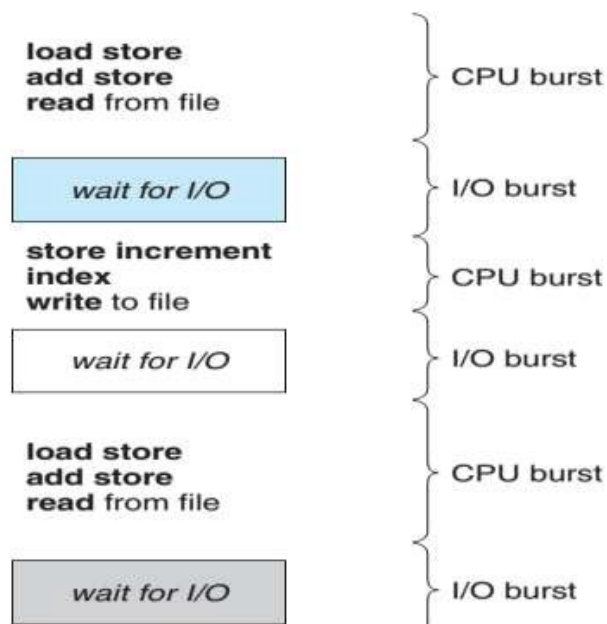 load store
add store
read from file
CPU burst
wait for I/O
I/O burst
store increment
index
write to file
CPU burst
wait for I/O
I/O burst
load store
add store
read from file
CPU burst
wait for I/O
I/O burst